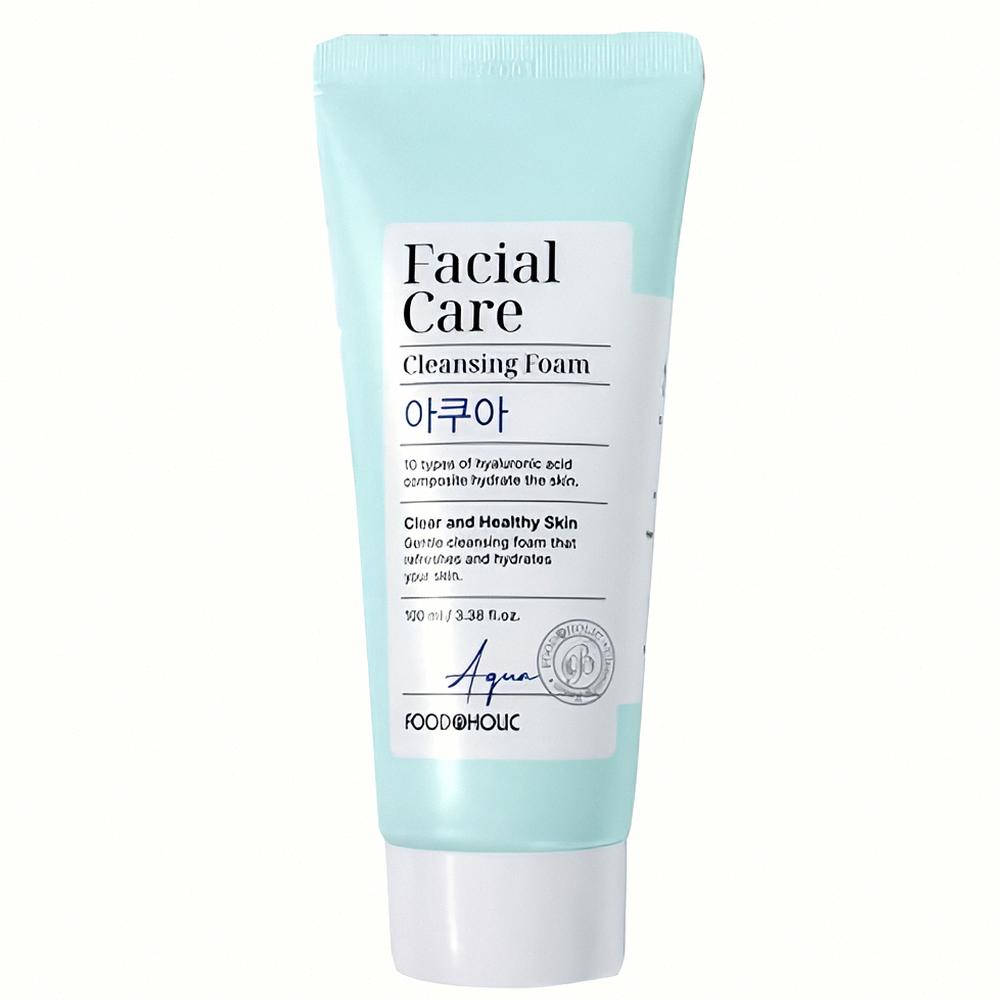 Facial
Care
Cleansing Foam
아쿠아
10 types of hyaluronic acid
composite hydrate the skin.
Clear and Healthy Skin
Gentle cleansing foam that
refreshes and hydrates
your skin.
100 ml / 3.38 fl.oz.
Aqua
FOODAHOLIC